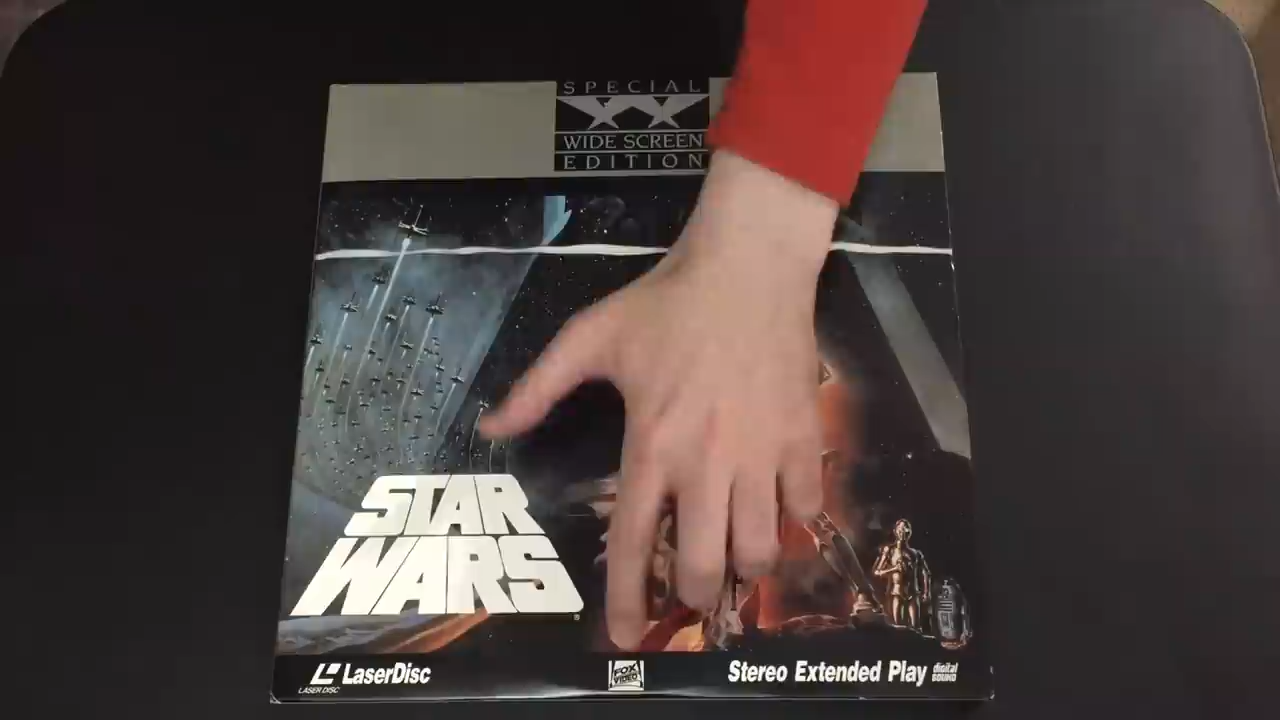 SPECIAL
WIDE SCREEN
EDITION
STAR
WARS®
LaserDisc
LASER DISC
FOX
VIDEO
Stereo Extended Play
digital
SOUND